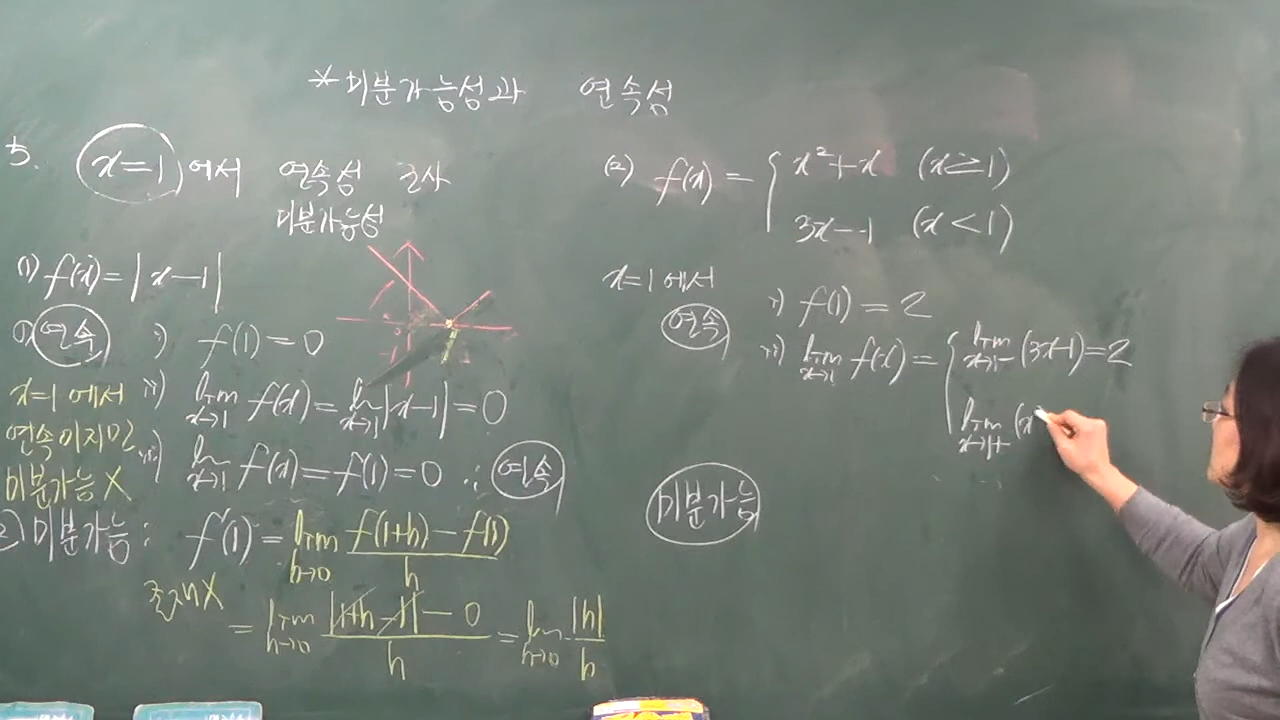 * 미분가능성과 연속성
5. x=1 에서 연속성 조사
미분가능성
(1) f(x)=|x-1|
① 연속 i) f(1)=0
x=1 에서 ii) lim x→1 f(x)=lim x→1 |x-1|=0
연속이지만 iii) lim x→1 f(x)=f(1)=0 ∴ 연속
미분가능 X
② 미분가능: f'(1)=lim h→0 f(1+h)-f(1) / h
존재 X
=lim h→0 |1+h-1|-0 / h = lim h→0 |h| / h
(2) f(x)= { x²+x (x≥1)
3x-1 (x<1)
x=1 에서
연속 i) f(1)=2
ii) lim x→1 f(x)= { lim x→1- (3x-1)=2
lim x→1+ (x
미분가능